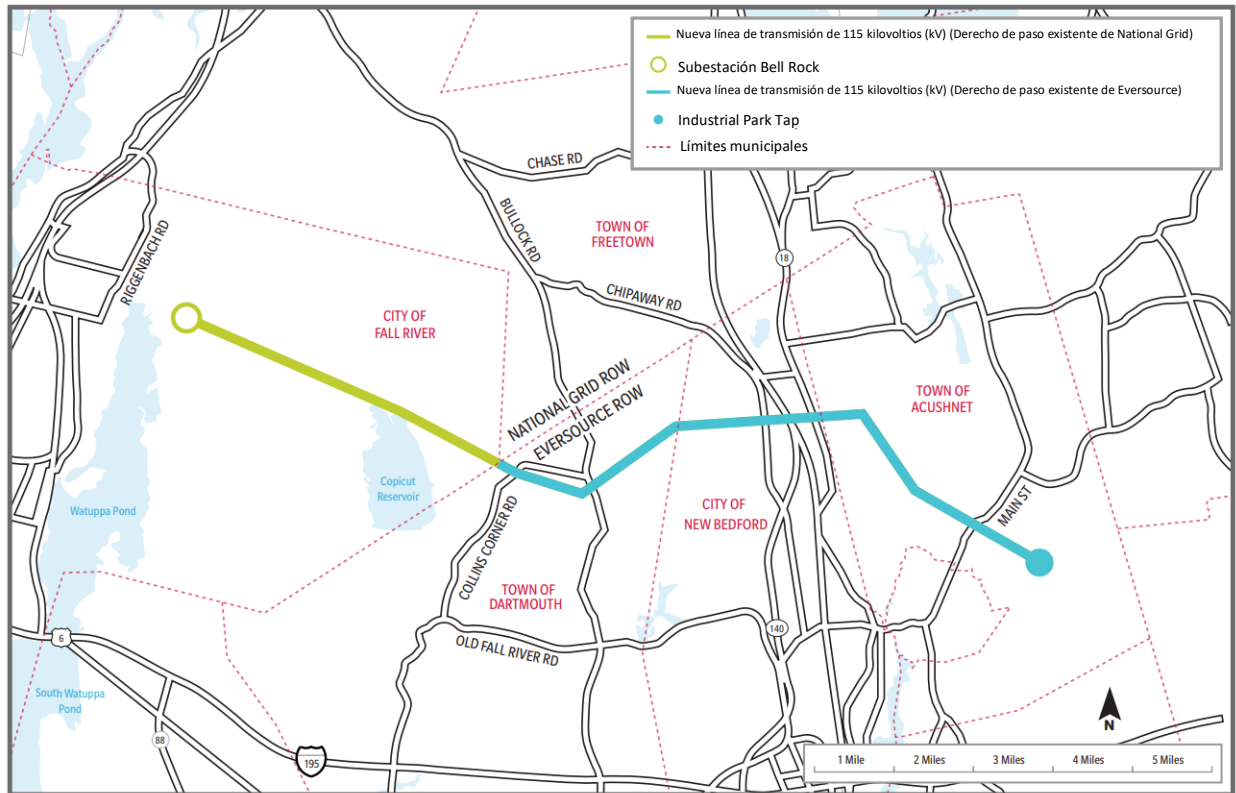 Nueva línea de transmisión de 115 kilovoltios (kV) (Derecho de paso existente de National Grid)
Subestación Bell Rock
Nueva línea de transmisión de 115 kilovoltios (kV) (Derecho de paso existente de Eversource)
Industrial Park Tap
Límites municipales
CHASE RD
RIGGENBACH RD
BULLOCK RD
TOWN OF
FREETOWN
18
CHIPAWAY RD
CITY OF
FALL RIVER
NATIONAL GRID ROW
EVERSOURCE ROW
TOWN OF
ACUSHNET
Copicut
Reservoir
Watuppa Pond
COLLINS CORNER RD
CITY OF
NEW BEDFORD
MAIN ST
TOWN OF
DARTMOUTH
6
OLD FALL RIVER RD
140
South Watuppa
Pond
88
195
N
1 Mile
2 Miles
3 Miles
4 Miles
5 Miles